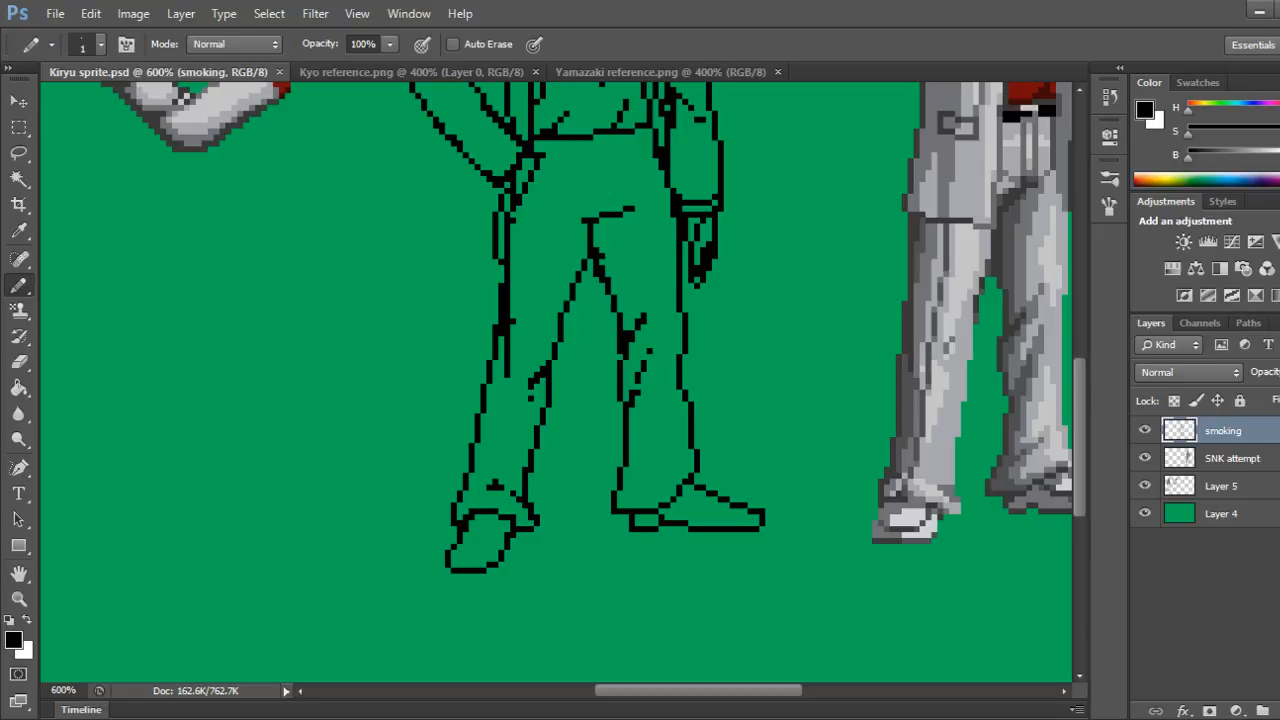 Ps File Edit Image Layer Type Select Filter View Window Help
1 Mode: Normal Opacity: 100% Auto Erase Essentials
Kiryu sprite.psd @ 600% (smoking, RGB/8) × Kyo reference.png @ 400% (Layer 0, RGB/8) × Yamazaki reference.png @ 400% (RGB/8) ×
Color Swatches
H
S
B
Adjustments Styles
Add an adjustment
Layers Channels Paths
Kind
Normal Opacity
Lock:
smoking
SNK attempt
Layer 5
Layer 4
600% Doc: 162.6K/762.7K
Timeline